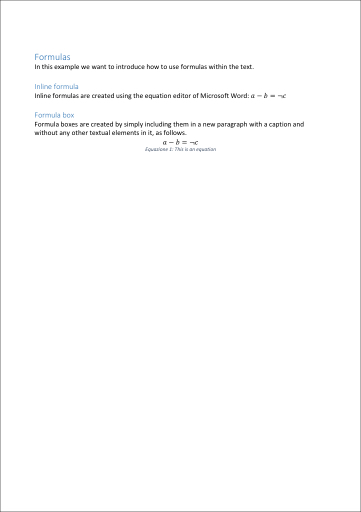 Formulas
In this example we want to introduce how to use formulas within the text.
Inline formula
Inline formulas are created using the equation editor of Microsoft Word: a − b = ¬c
Formula box
Formula boxes are created by simply including them in a new paragraph with a caption and
without any other textual elements in it, as follows.
a − b = ¬c
Equazione 1: This is an equation